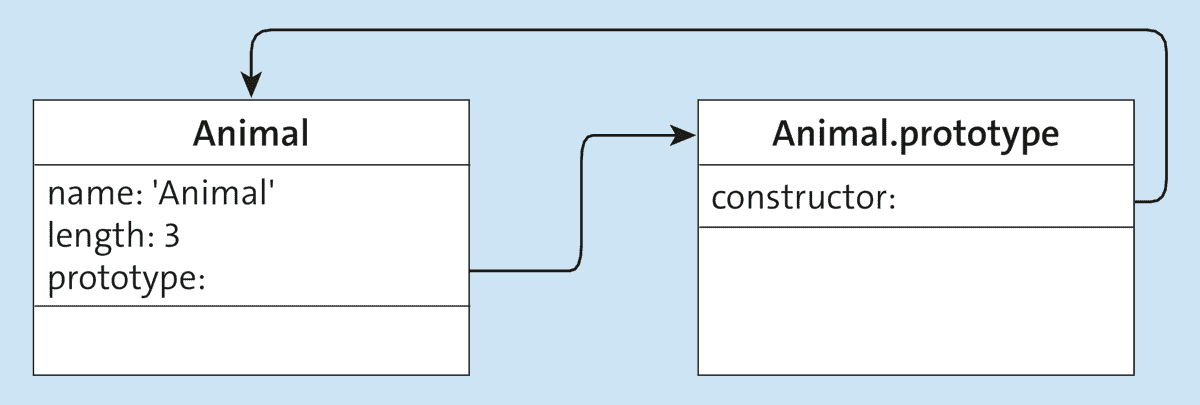 Animal
name: 'Animal'
length: 3
prototype:
Animal.prototype
constructor: